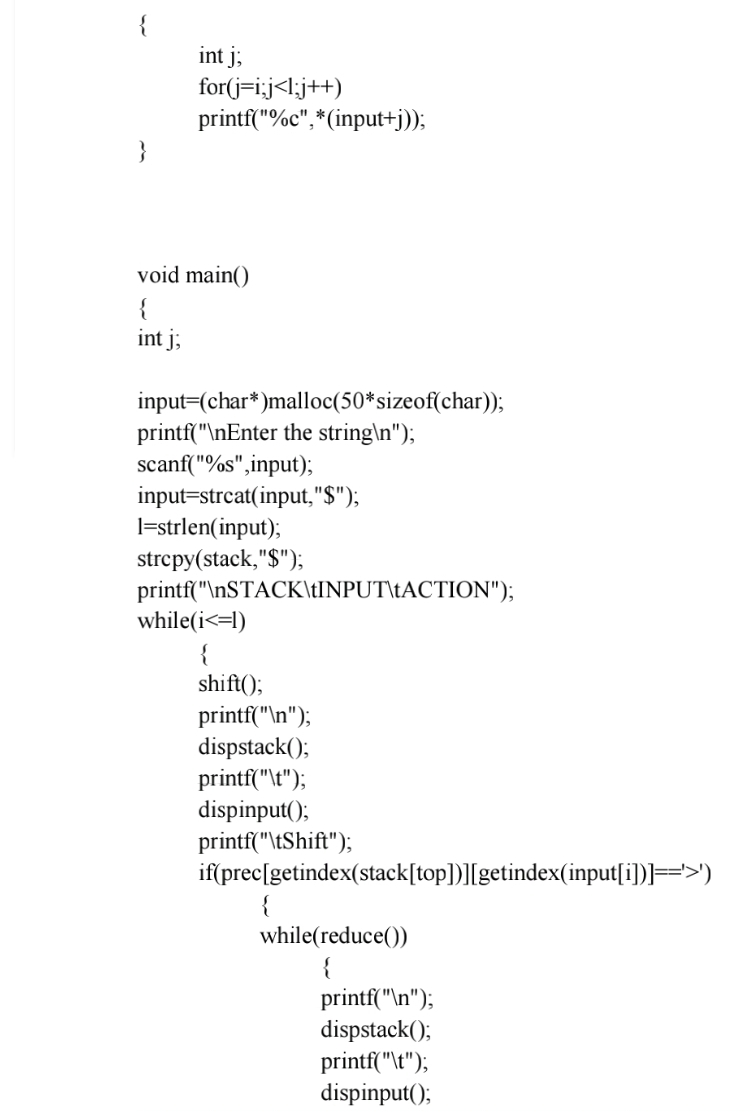 {
int j;
for(j=i;j<l;j++)
printf("%c",*(input+j));
}
void main()
{
int j;
input=(char*)malloc(50*sizeof(char));
printf("\nEnter the string\n");
scanf("%s",input);
input=strcat(input,"$");
l=strlen(input);
strcpy(stack,"$");
printf("\nSTACK\tINPUT\tACTION");
while(i<=l)
{
shift();
printf("\n");
dispstack();
printf("\t");
dispinput();
printf("\tShift");
if(prec[getindex(stack[top])][getindex(input[i])]=='>')
{
while(reduce())
{
printf("\n");
dispstack();
printf("\t");
dispinput();